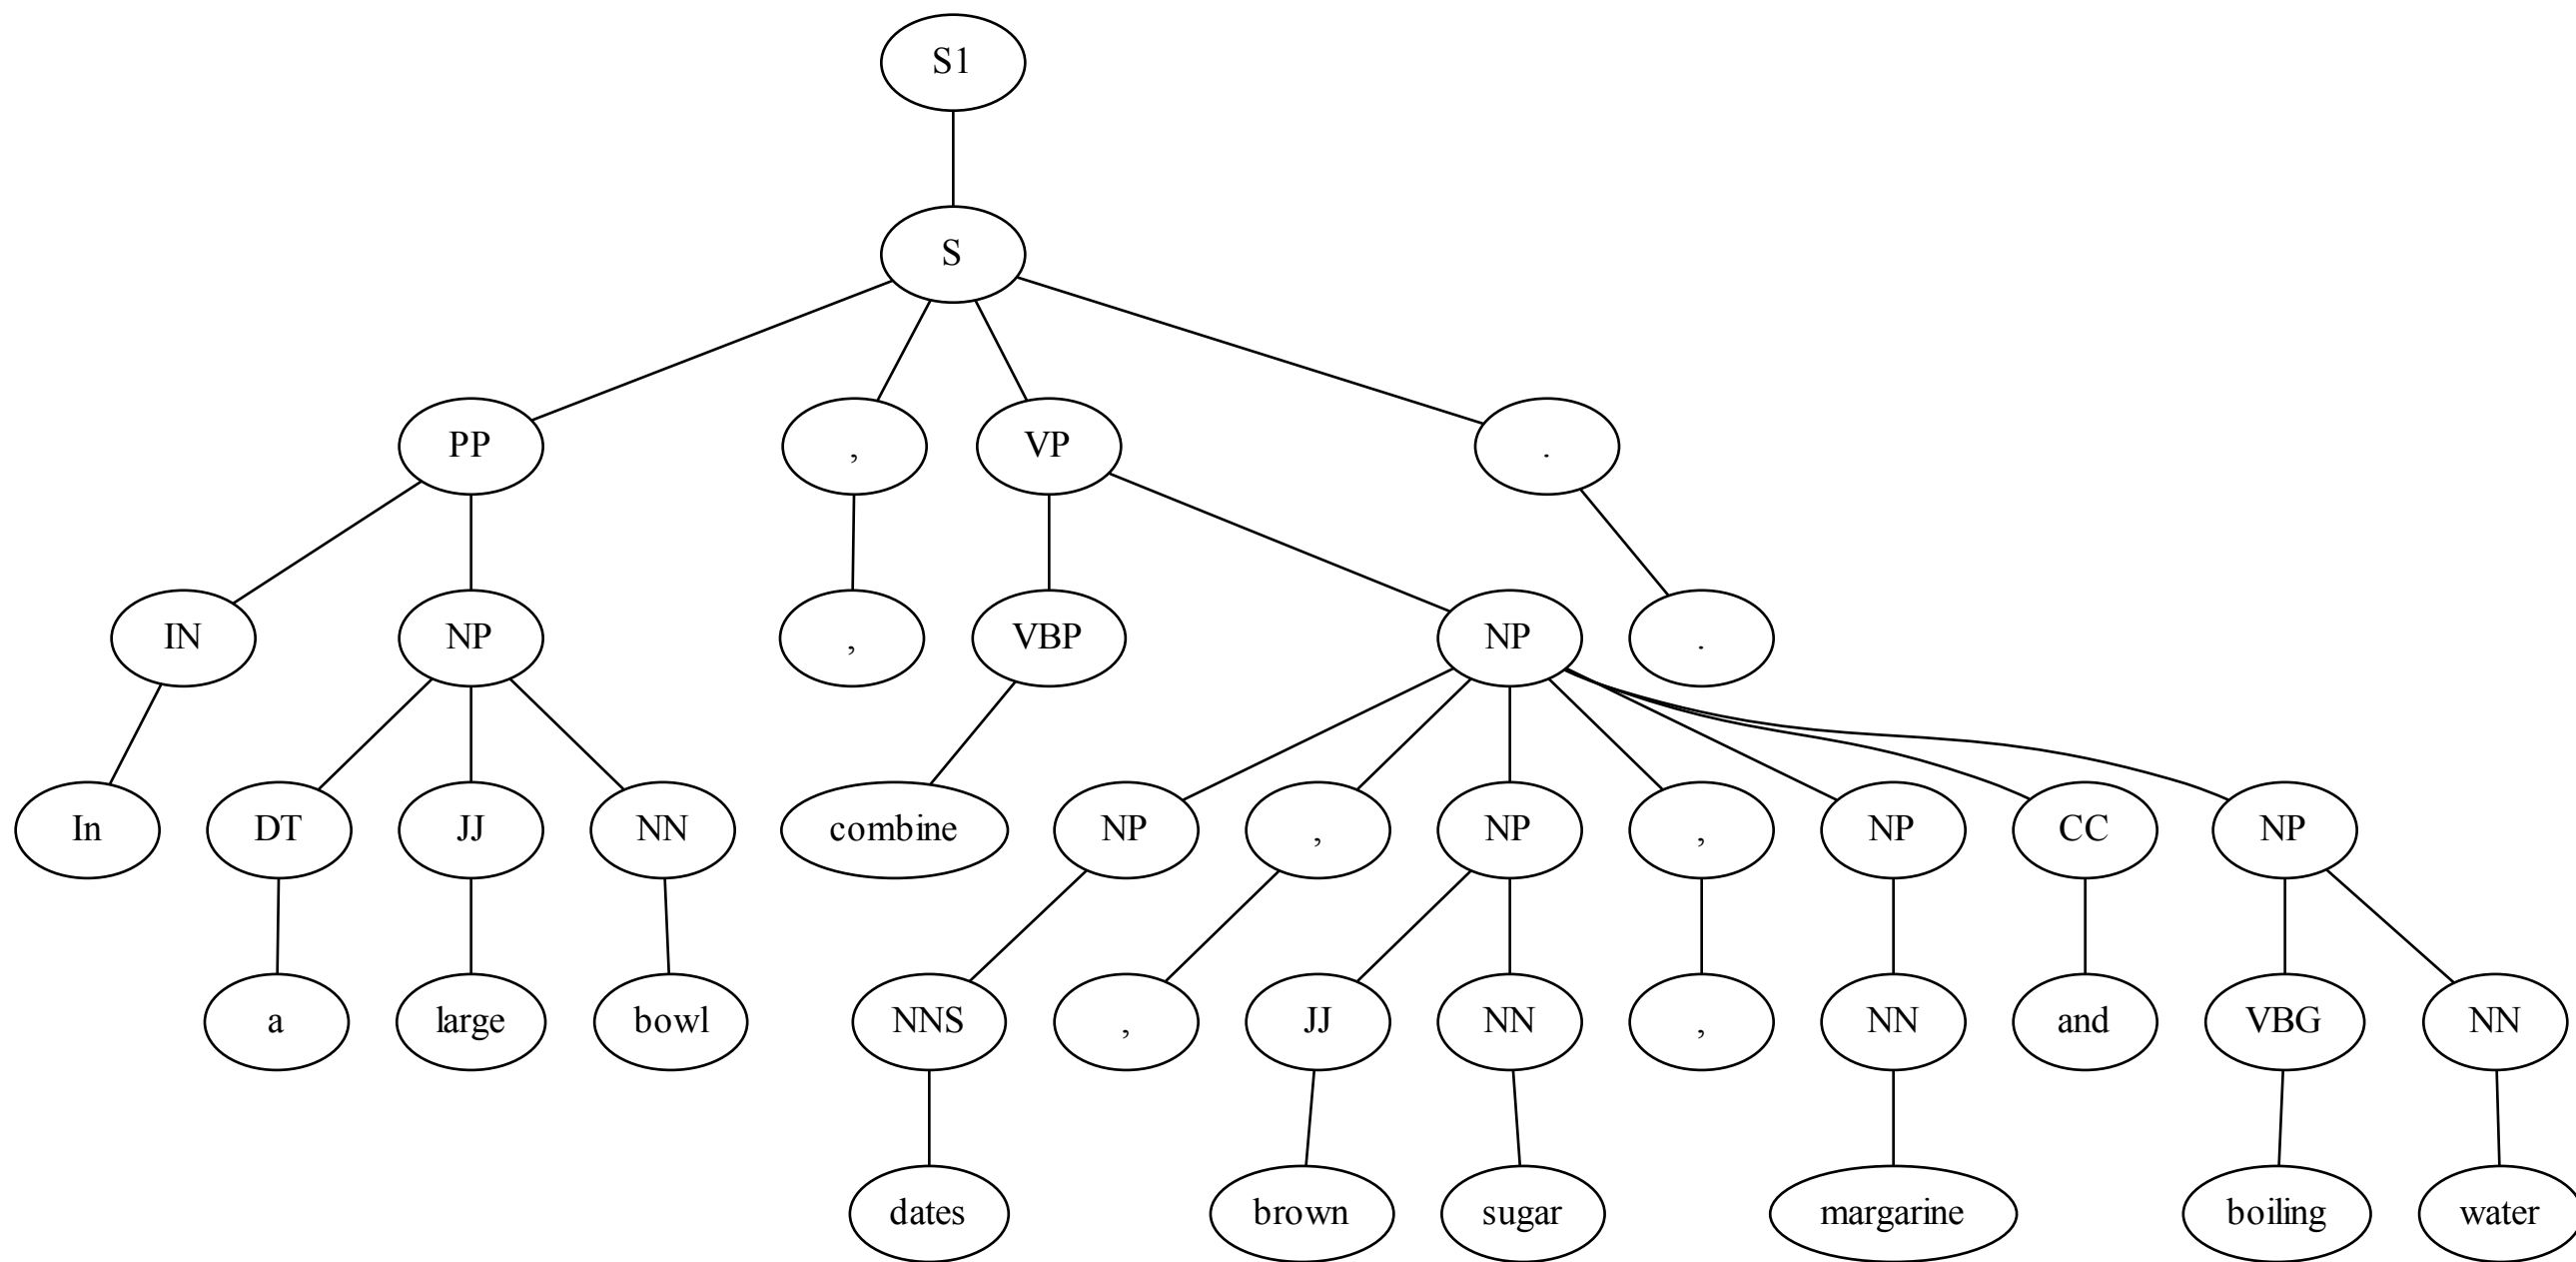 S1
S
PP , VP .
IN NP , VBP NP .
In DT JJ NN combine NP , NP , NP CC NP
a large bowl NNS , JJ NN , NN and VBG NN
dates brown sugar margarine boiling water